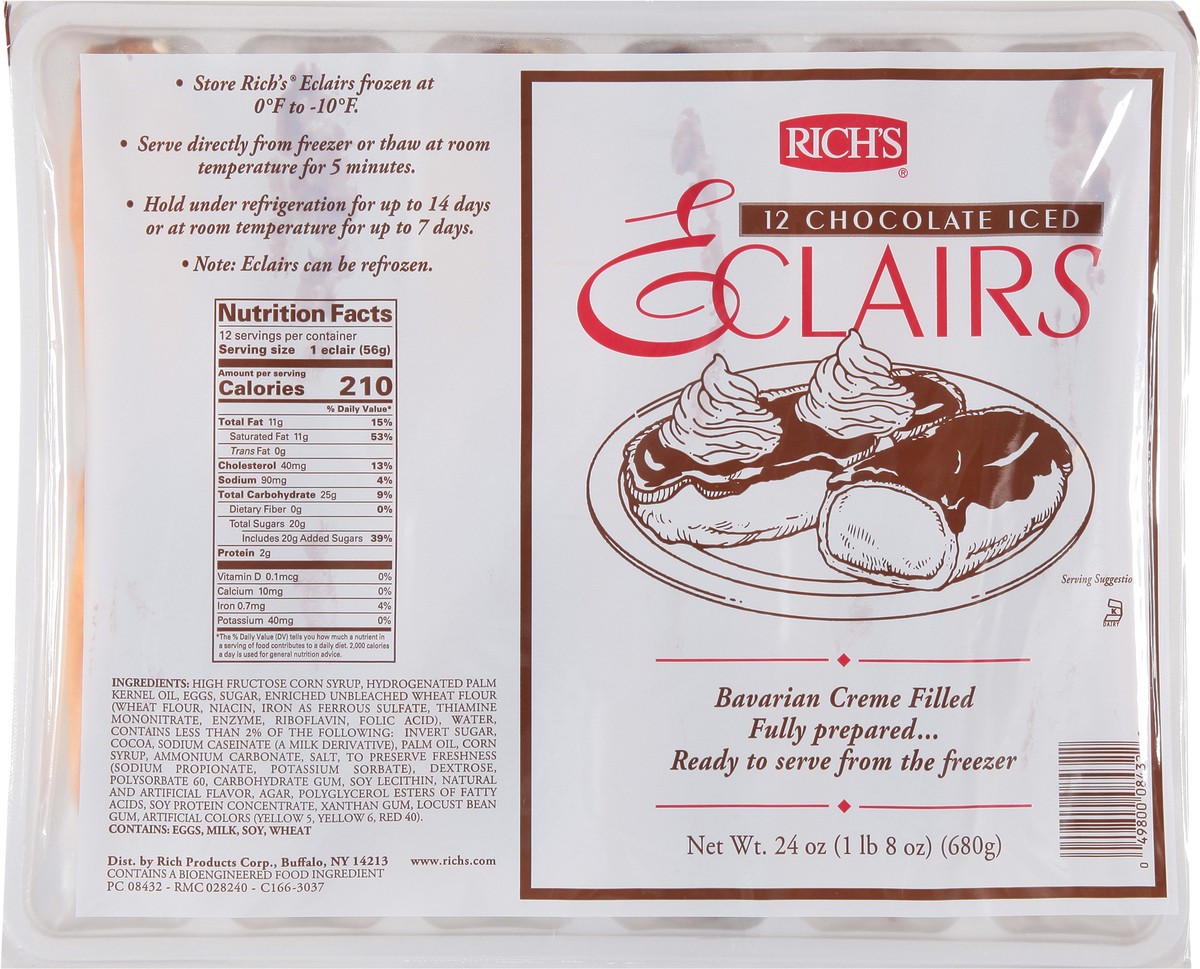 • Store Rich's® Eclairs frozen at
0°F to -10°F.
• Serve directly from freezer or thaw at room
temperature for 5 minutes.
• Hold under refrigeration for up to 14 days
or at room temperature for up to 7 days.
• Note: Eclairs can be refrozen.
Nutrition Facts
12 servings per container
Serving size 1 eclair (56g)
Amount per serving
Calories 210
% Daily Value*
Total Fat 11g 15%
Saturated Fat 11g 53%
Trans Fat 0g
Cholesterol 40mg 13%
Sodium 90mg 4%
Total Carbohydrate 25g 9%
Dietary Fiber 0g 0%
Total Sugars 20g
Includes 20g Added Sugars 39%
Protein 2g
Vitamin D 0.1mcg 0%
Calcium 10mg 0%
Iron 0.7mg 4%
Potassium 40mg 0%
*The % Daily Value (DV) tells you how much a nutrient in
a serving of food contributes to a daily diet. 2,000 calories
a day is used for general nutrition advice.
INGREDIENTS: HIGH FRUCTOSE CORN SYRUP, HYDROGENATED PALM
KERNEL OIL, EGGS, SUGAR, ENRICHED UNBLEACHED WHEAT FLOUR
(WHEAT FLOUR, NIACIN, IRON AS FERROUS SULFATE, THIAMINE
MONONITRATE, ENZYME, RIBOFLAVIN, FOLIC ACID), WATER,
CONTAINS LESS THAN 2% OF THE FOLLOWING: INVERT SUGAR,
COCOA, SODIUM CASEINATE (A MILK DERIVATIVE), PALM OIL, CORN
SYRUP, AMMONIUM CARBONATE, SALT, TO PRESERVE FRESHNESS
(SODIUM PROPIONATE, POTASSIUM SORBATE), DEXTROSE,
POLYSORBATE 60, CARBOHYDRATE GUM, SOY LECITHIN, NATURAL
AND ARTIFICIAL FLAVOR, AGAR, POLYGLYCEROL ESTERS OF FATTY
ACIDS, SOY PROTEIN CONCENTRATE, XANTHAN GUM, LOCUST BEAN
GUM, ARTIFICIAL COLORS (YELLOW 5, YELLOW 6, RED 40).
CONTAINS: EGGS, MILK, SOY, WHEAT
Dist. by Rich Products Corp., Buffalo, NY 14213 www.richs.com
CONTAINS A BIOENGINEERED FOOD INGREDIENT
PC 08432 - RMC 028240 - C166-3037
RICH'S®
12 CHOCOLATE ICED
ECLAIRS
Serving Suggestio
K
DAIRY
Bavarian Creme Filled
Fully prepared...
Ready to serve from the freezer
Net Wt. 24 oz (1 lb 8 oz) (680g)
0 49800 0843